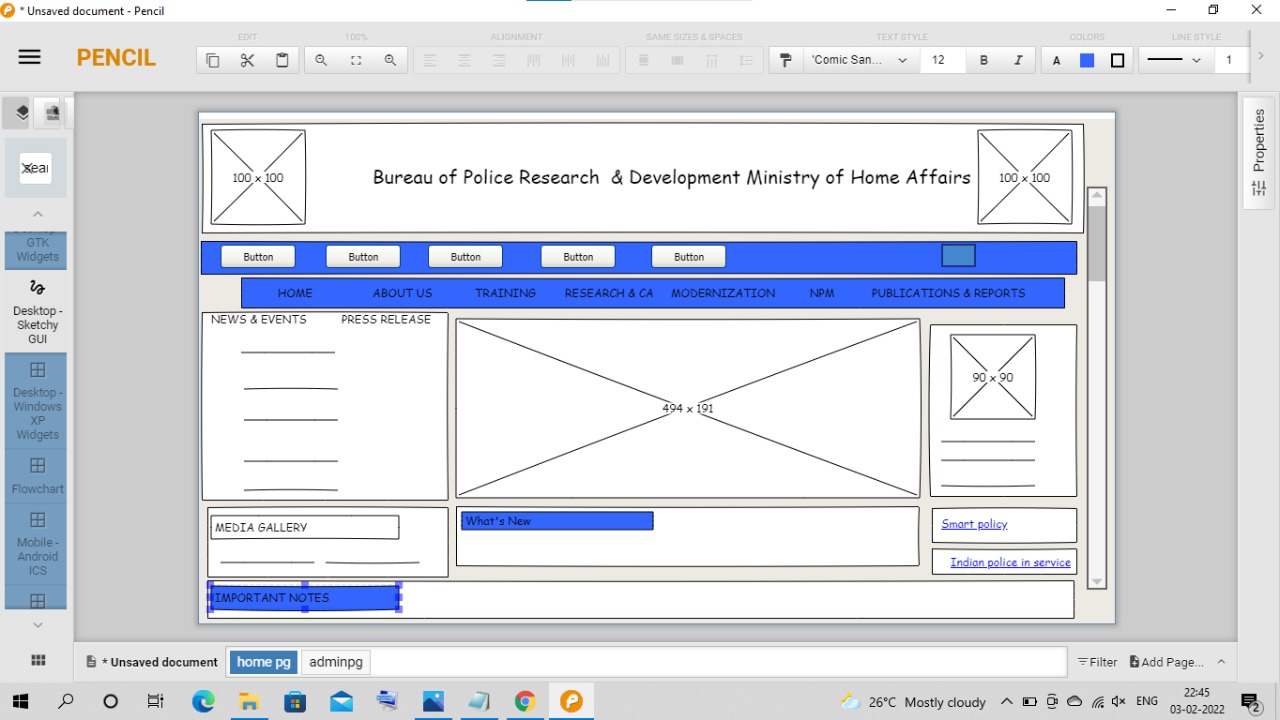 * Unsaved document - Pencil
EDIT 100% ALIGNMENT SAME SIZES & SPACES TEXT STYLE COLORS LINE STYLE
PENCIL
'Comic San... 12 B I A 1
Properties
100 x 100
Bureau of Police Research & Development Ministry of Home Affairs
100 x 100
GTK
Widgets
Button Button Button Button Button
Desktop -
Sketchy
GUI
HOME ABOUT US TRAINING RESEARCH & CA MODERNIZATION NPM PUBLICATIONS & REPORTS
NEWS & EVENTS PRESS RELEASE
90 x 90
494 x 191
Desktop -
Windows
XP
Widgets
Flowchart
Mobile -
Android
ICS
MEDIA GALLERY
What's New
Smart policy
Indian police in service
IMPORTANT NOTES
* Unsaved document home pg adminpg Filter Add Page...
26°C Mostly cloudy ENG 22:45
03-02-2022 2